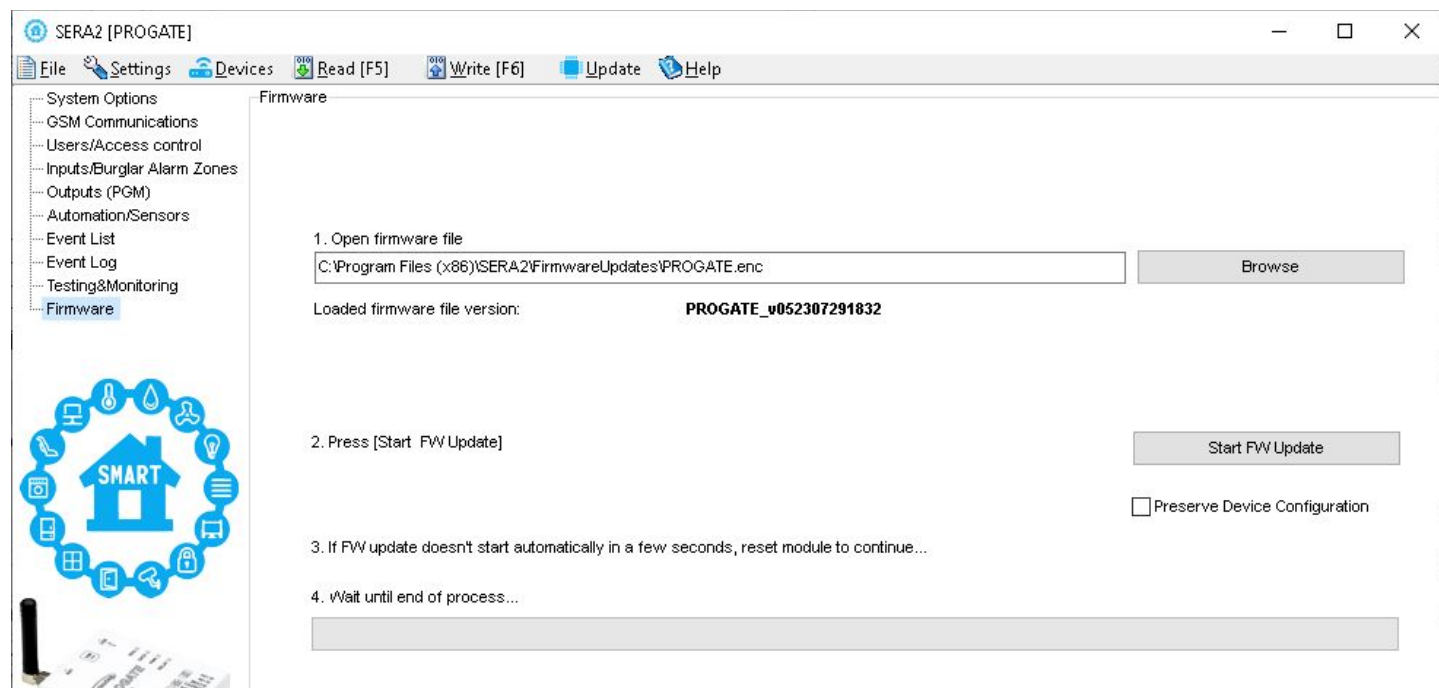 SERA2 [PROGATE]
File Settings Devices Read [F5] Write [F6] Update Help
System Options
GSM Communications
Users/Access control
Inputs/Burglar Alarm Zones
Outputs (PGM)
Automation/Sensors
Event List
Event Log
Testing&Monitoring
Firmware
SMART
PROGATE
Firmware
1. Open firmware file
C:\Program Files (x86)\SERA2\FirmwareUpdates\PROGATE.enc
Browse
Loaded firmware file version: PROGATE_v052307291832
2. Press [Start FW Update]
Start FW Update
Preserve Device Configuration
3. If FW update doesn't start automatically in a few seconds, reset module to continue...
4. Wait until end of process...